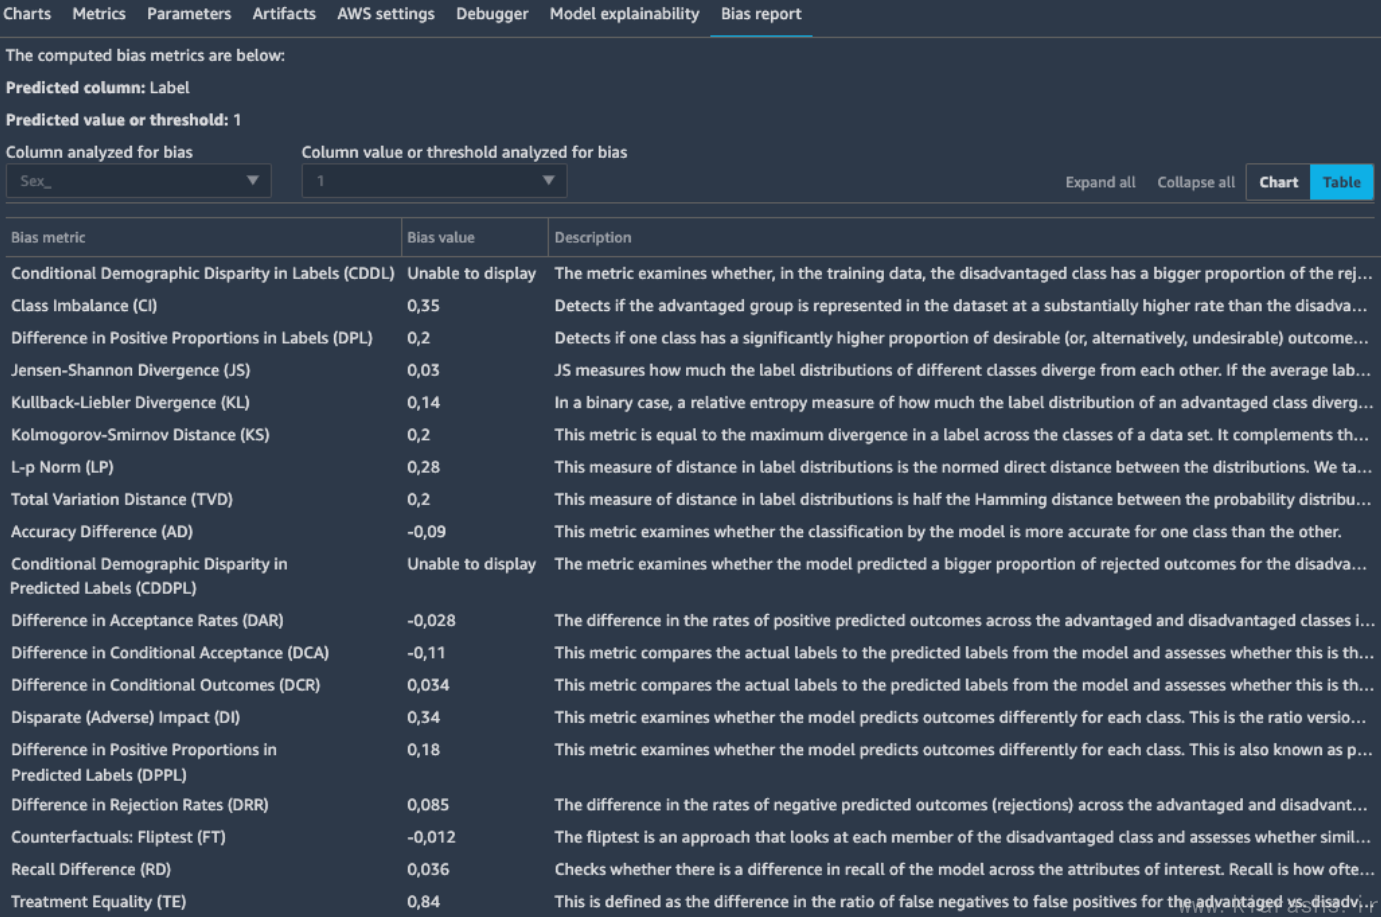 Charts Metrics Parameters Artifacts AWS settings Debugger Model explainability Bias report
The computed bias metrics are below:
Predicted column: Label
Predicted value or threshold: 1
Column analyzed for bias Column value or threshold analyzed for bias
Sex_ 1 Expand all Collapse all Chart Table
Bias metric Bias value Description
Conditional Demographic Disparity in Labels (CDDL) Unable to display The metric examines whether, in the training data, the disadvantaged class has a bigger proportion of the rej...
Class Imbalance (CI) 0,35 Detects if the advantaged group is represented in the dataset at a substantially higher rate than the disadva...
Difference in Positive Proportions in Labels (DPL) 0,2 Detects if one class has a significantly higher proportion of desirable (or, alternatively, undesirable) outcome...
Jensen-Shannon Divergence (JS) 0,03 JS measures how much the label distributions of different classes diverge from each other. If the average lab...
Kullback-Liebler Divergence (KL) 0,14 In a binary case, a relative entropy measure of how much the label distribution of an advantaged class diverg...
Kolmogorov-Smirnov Distance (KS) 0,2 This metric is equal to the maximum divergence in a label across the classes of a data set. It complements th...
L-p Norm (LP) 0,28 This measure of distance in label distributions is the normed direct distance between the distributions. We ta...
Total Variation Distance (TVD) 0,2 This measure of distance in label distributions is half the Hamming distance between the probability distribu...
Accuracy Difference (AD) -0,09 This metric examines whether the classification by the model is more accurate for one class than the other.
Conditional Demographic Disparity in Unable to display The metric examines whether the model predicted a bigger proportion of rejected outcomes for the disadva...
Predicted Labels (CDDPL)
Difference in Acceptance Rates (DAR) -0,028 The difference in the rates of positive predicted outcomes across the advantaged and disadvantaged classes i...
Difference in Conditional Acceptance (DCA) -0,11 This metric compares the actual labels to the predicted labels from the model and assesses whether this is th...
Difference in Conditional Outcomes (DCR) 0,034 This metric compares the actual labels to the predicted labels from the model and assesses whether this is th...
Disparate (Adverse) Impact (DI) 0,34 This metric examines whether the model predicts outcomes differently for each class. This is the ratio versio...
Difference in Positive Proportions in 0,18 This metric examines whether the model predicts outcomes differently for each class. This is also known as p...
Predicted Labels (DPPL)
Difference in Rejection Rates (DRR) 0,085 The difference in the rates of negative predicted outcomes (rejections) across the advantaged and disadvant...
Counterfactuals: Fliptest (FT) -0,012 The fliptest is an approach that looks at each member of the disadvantaged class and assesses whether simil...
Recall Difference (RD) 0,036 Checks whether there is a difference in recall of the model across the attributes of interest. Recall is how ofte...
Treatment Equality (TE) 0,84 This is defined as the difference in the ratio of false negatives to false positives for the advantaged vs. disadv...